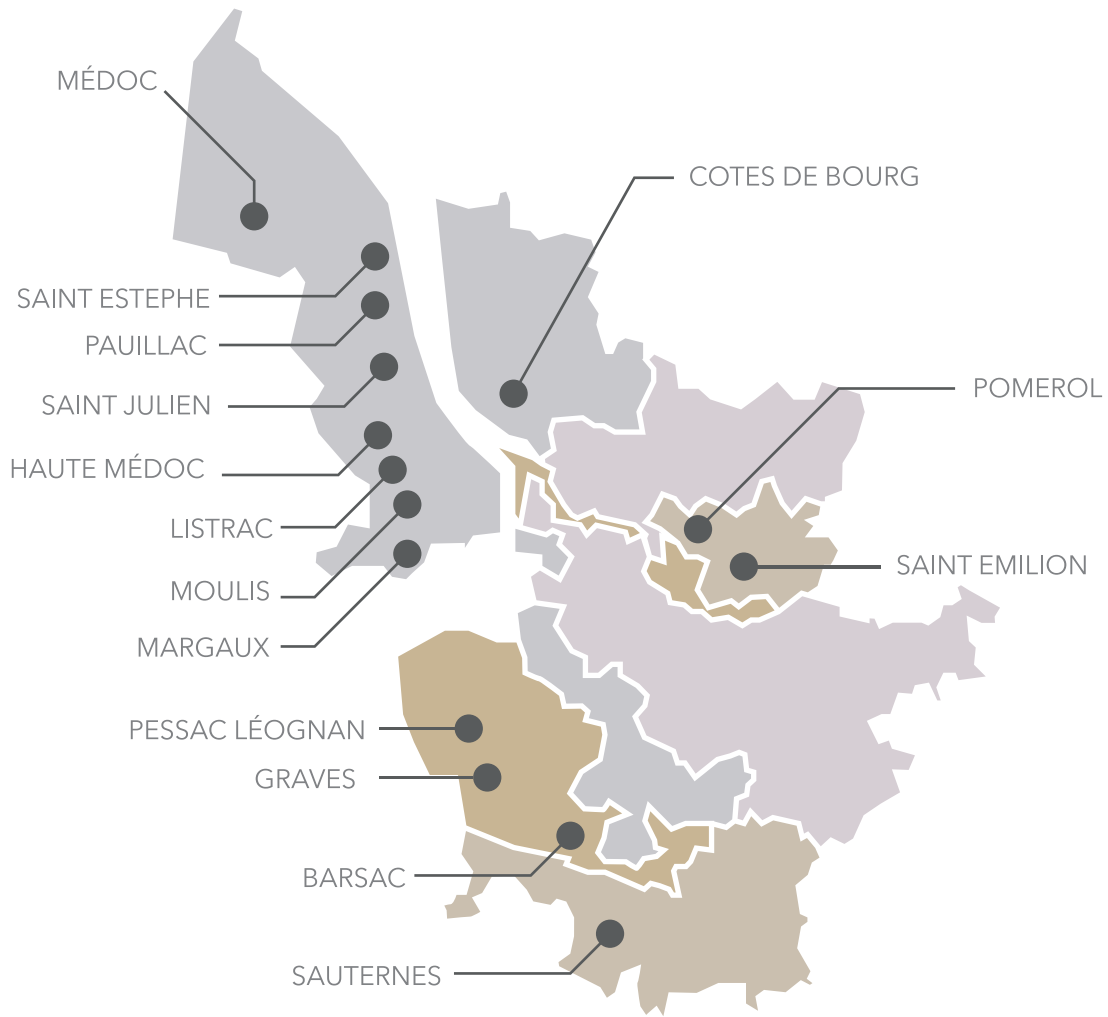 MÉDOC
COTES DE BOURG
SAINT ESTEPHE
PAUILLAC
POMEROL
SAINT JULIEN
HAUTE MÉDOC
LISTRAC
SAINT EMILION
MOULIS
MARGAUX
PESSAC LÉOGNAN
GRAVES
BARSAC
SAUTERNES